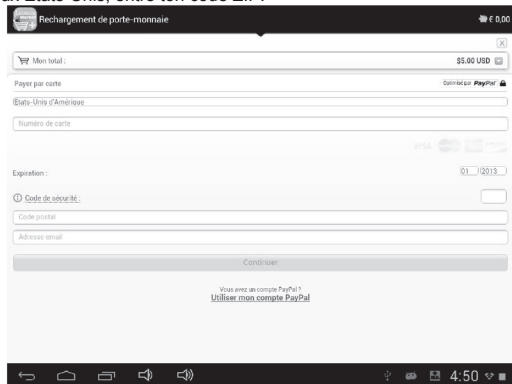 Rechargement de porte-monnaie
€ 0,00
X
Mon total :
$5.00 USD
Payer par carte
Optimisé par PayPal
États-Unis d'Amérique
Numéro de carte
VISA
Expiration :
01 / 2013
Code de sécurité :
Code postal
Adresse email
Continuer
Vous avez un compte PayPal ?
Utiliser mon compte PayPal
4:50